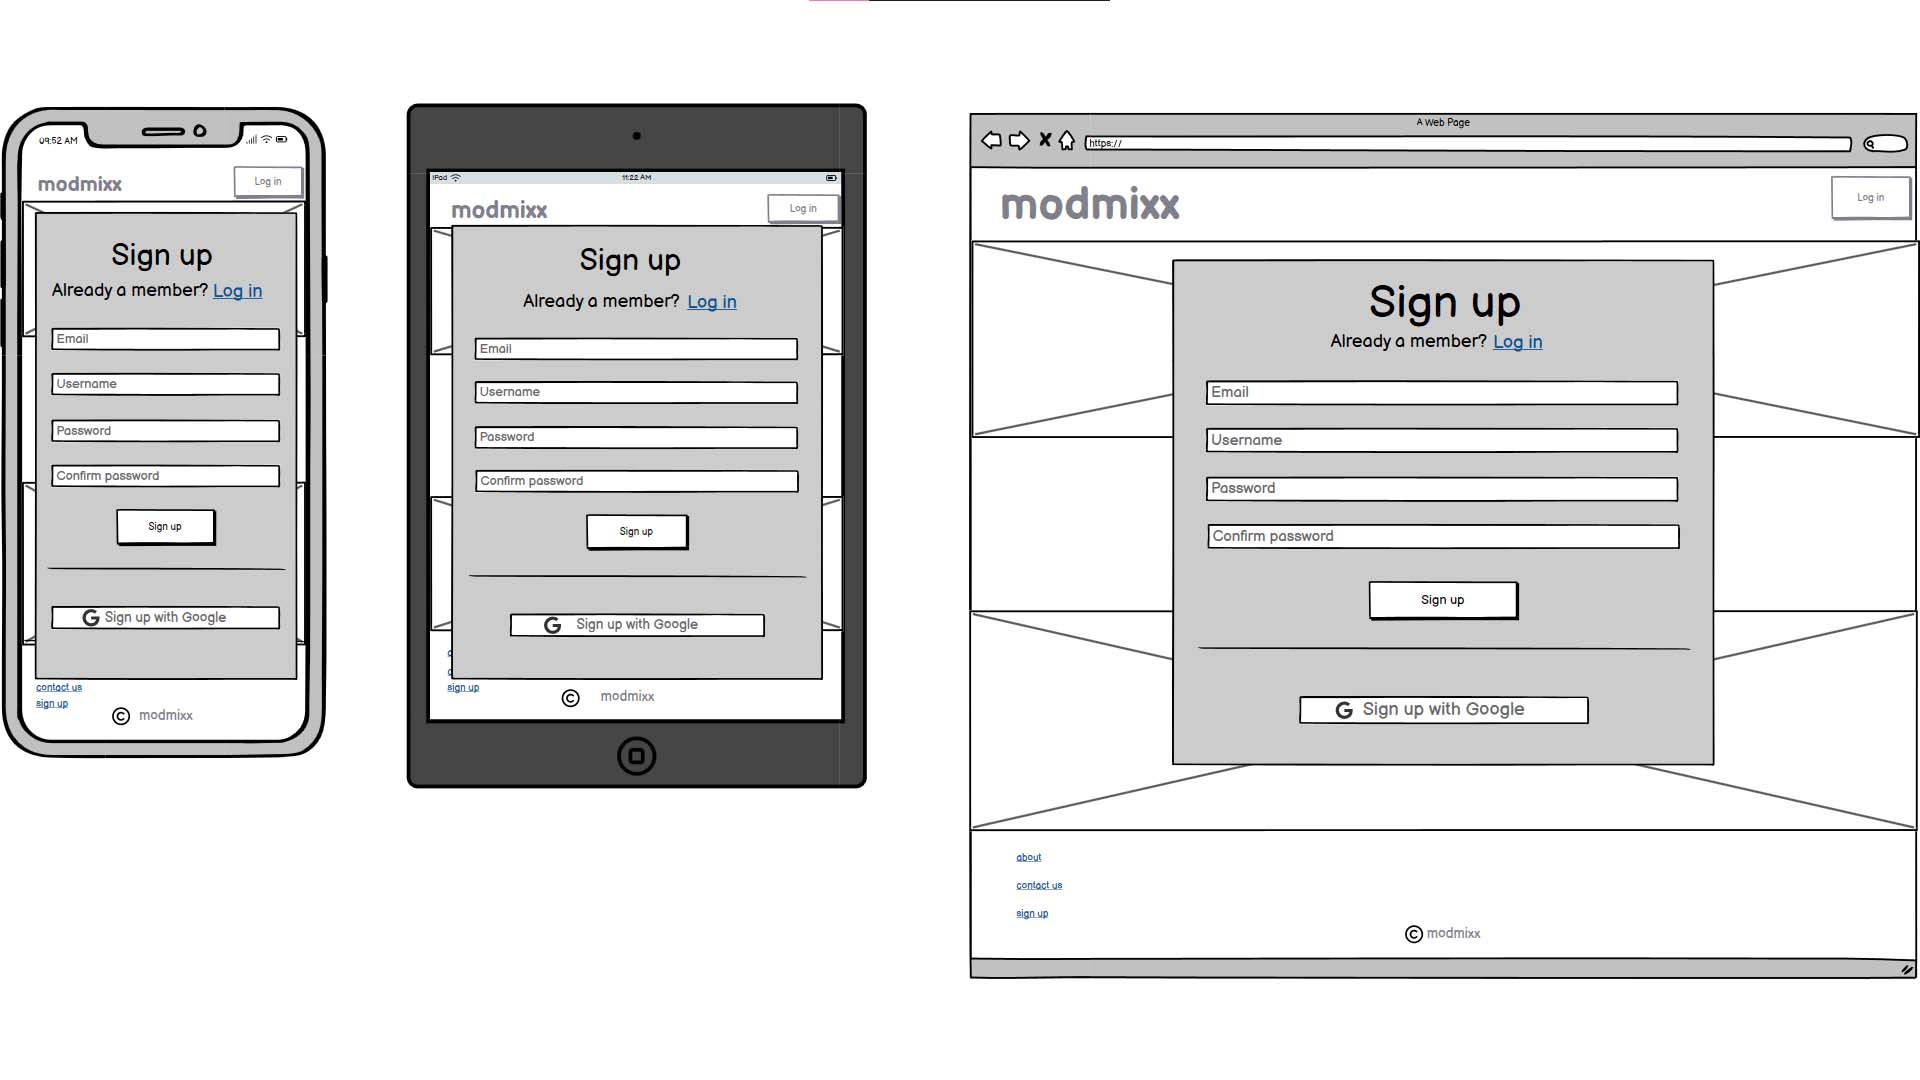 09:52 AM
modmixx
Log in
Sign up
Already a member? Log in
Email
Username
Password
Confirm password
Sign up
G Sign up with Google
contact us
sign up
© modmixx
iPad
11:22 AM
modmixx
Log in
Sign up
Already a member? Log in
Email
Username
Password
Confirm password
Sign up
G Sign up with Google
sign up
© modmixx
A Web Page
https://
modmixx
Log in
Sign up
Already a member? Log in
Email
Username
Password
Confirm password
Sign up
G Sign up with Google
about
contact us
sign up
© modmixx